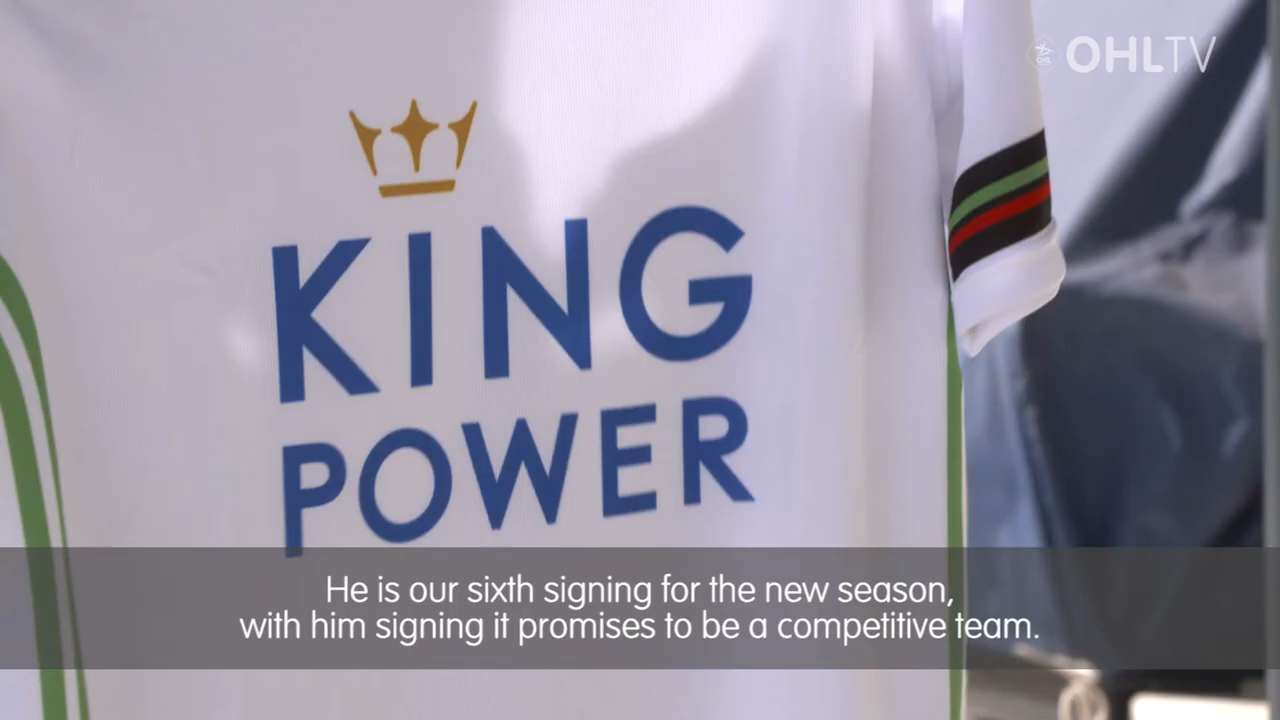 OHLTV
KING
POWER
He is our sixth signing for the new season,
with him signing it promises to be a competitive team.